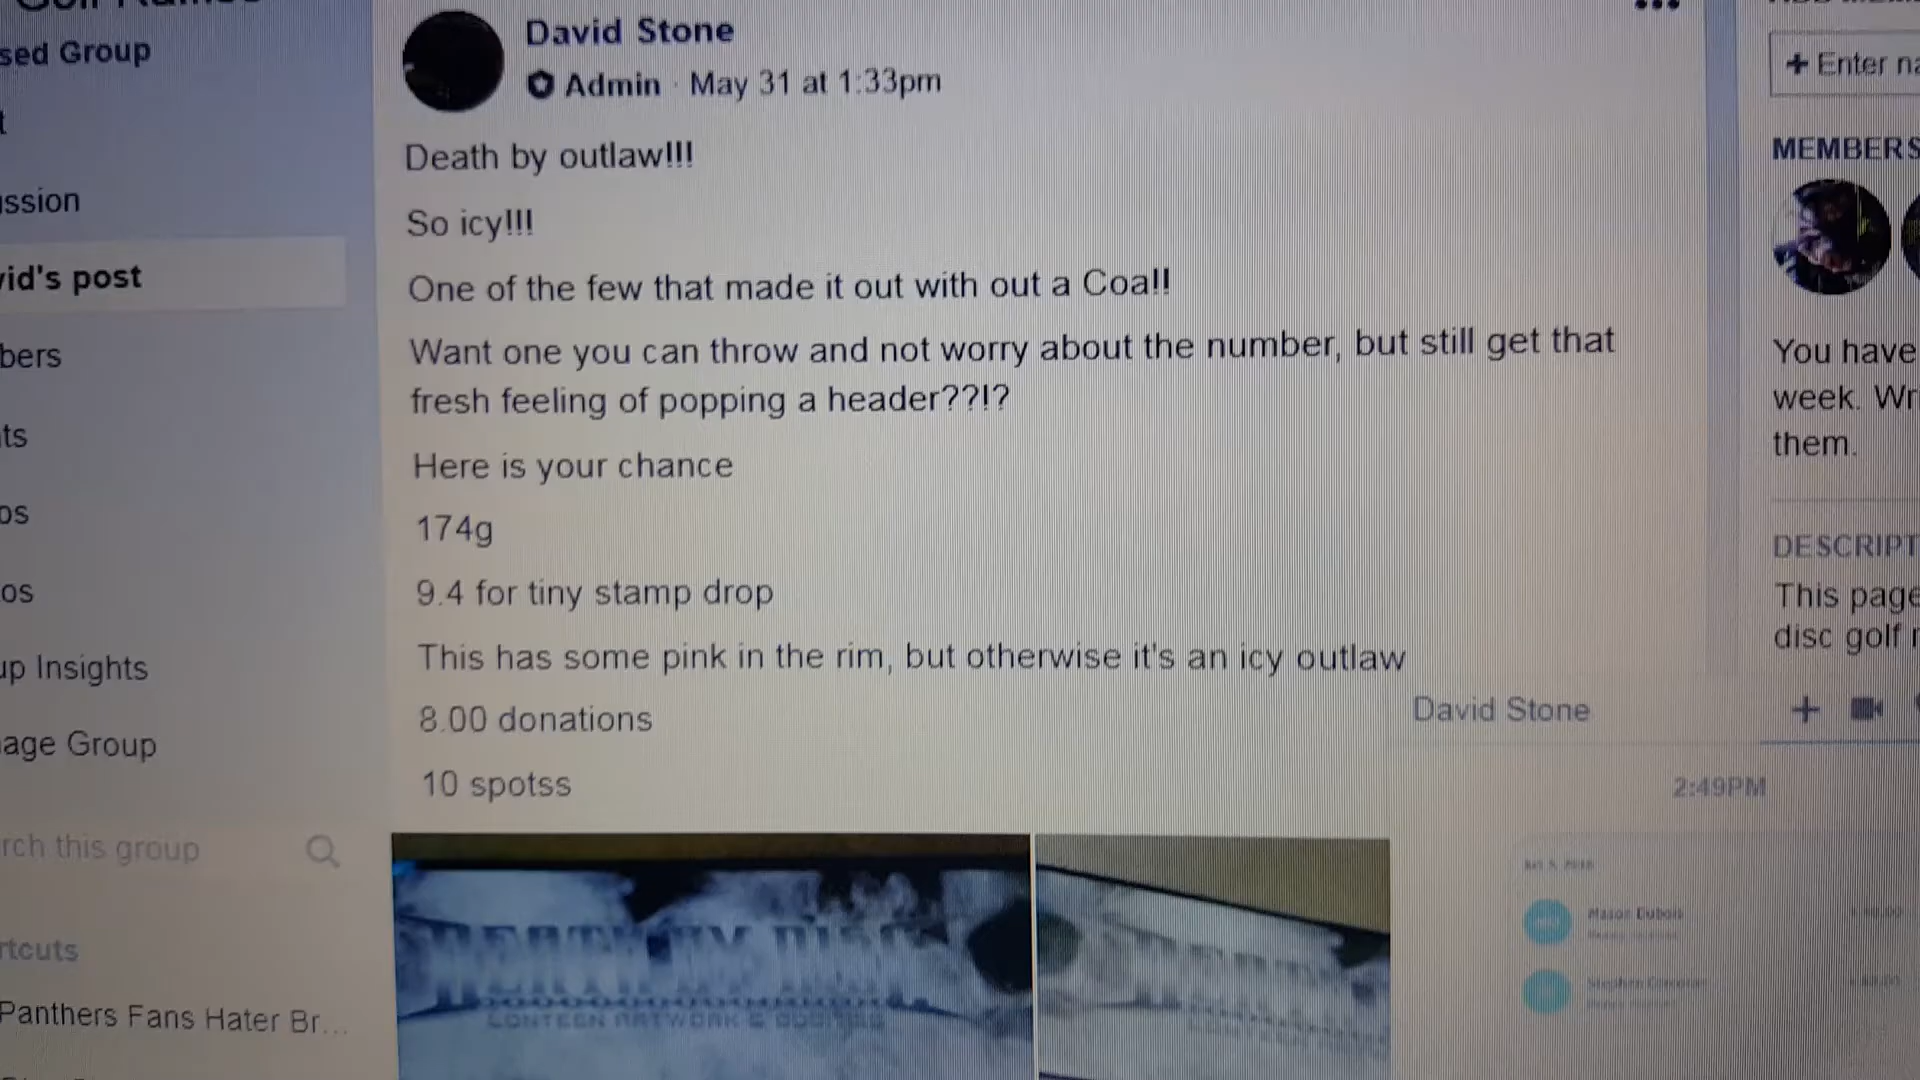 sed Group
ssion
vid's post
bers
ts
os
os
up Insights
age Group
rch this group
rtcuts
Panthers Fans Hater Br...
David Stone
Admin · May 31 at 1:33pm
Death by outlaw!!!
So icy!!!
One of the few that made it out with out a Coa!!
Want one you can throw and not worry about the number, but still get that
fresh feeling of popping a header??!?
Here is your chance
174g
9.4 for tiny stamp drop
This has some pink in the rim, but otherwise it's an icy outlaw
8.00 donations
10 spotss
DEATH BY DISC
+ Enter na
MEMBERS
You have
week. Wr
them.
DESCRIPT
This page
disc golf r
David Stone
2:49PM